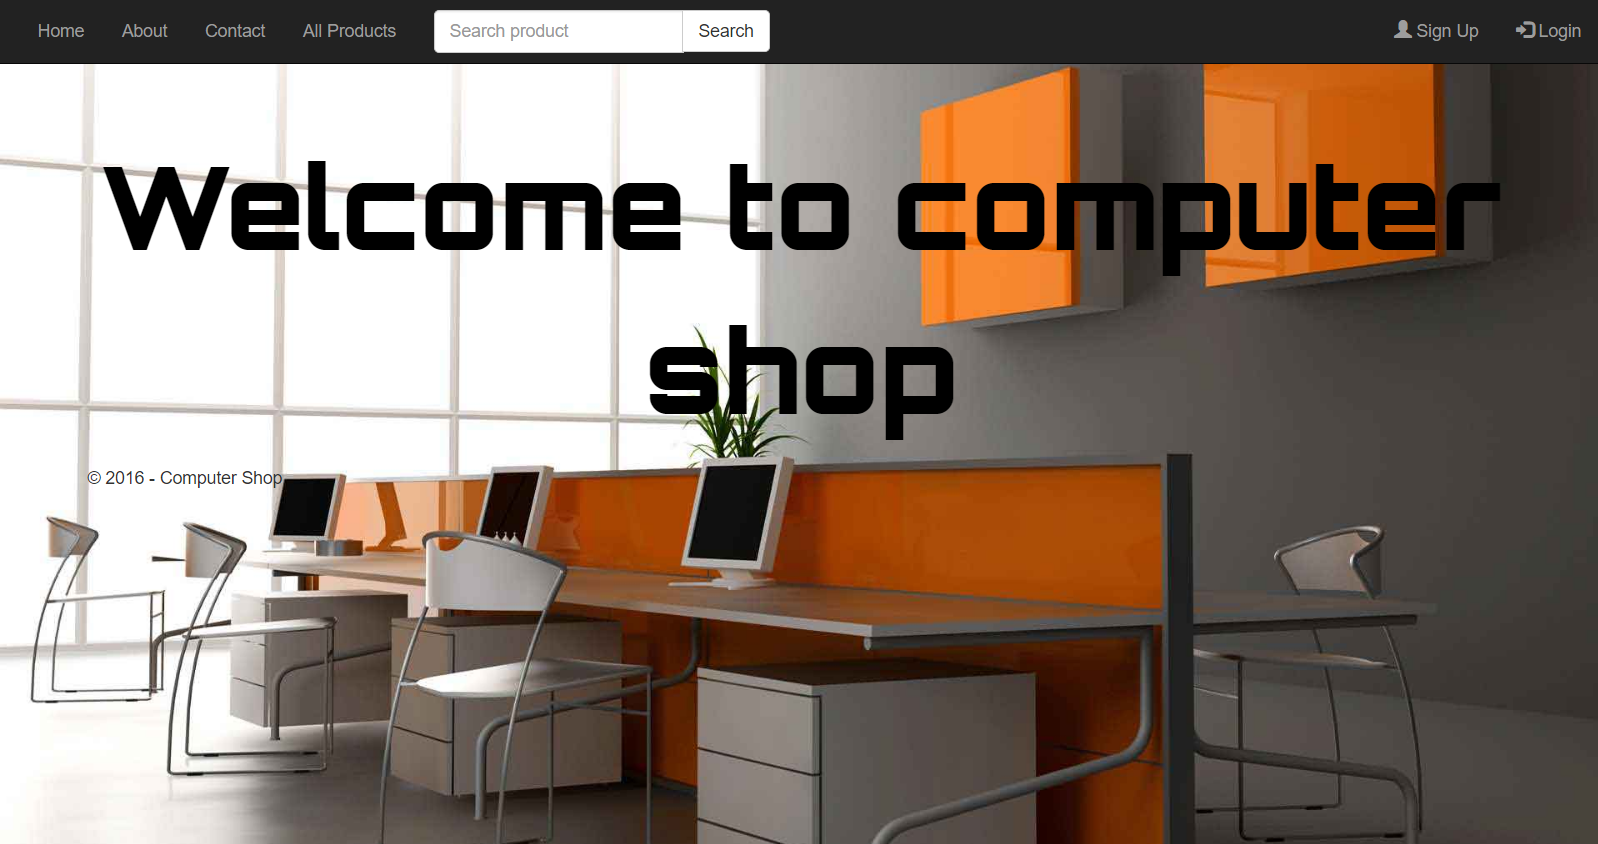 Home About Contact All Products Search product Search Sign Up Login
Welcome to computer
shop
© 2016 - Computer Shop